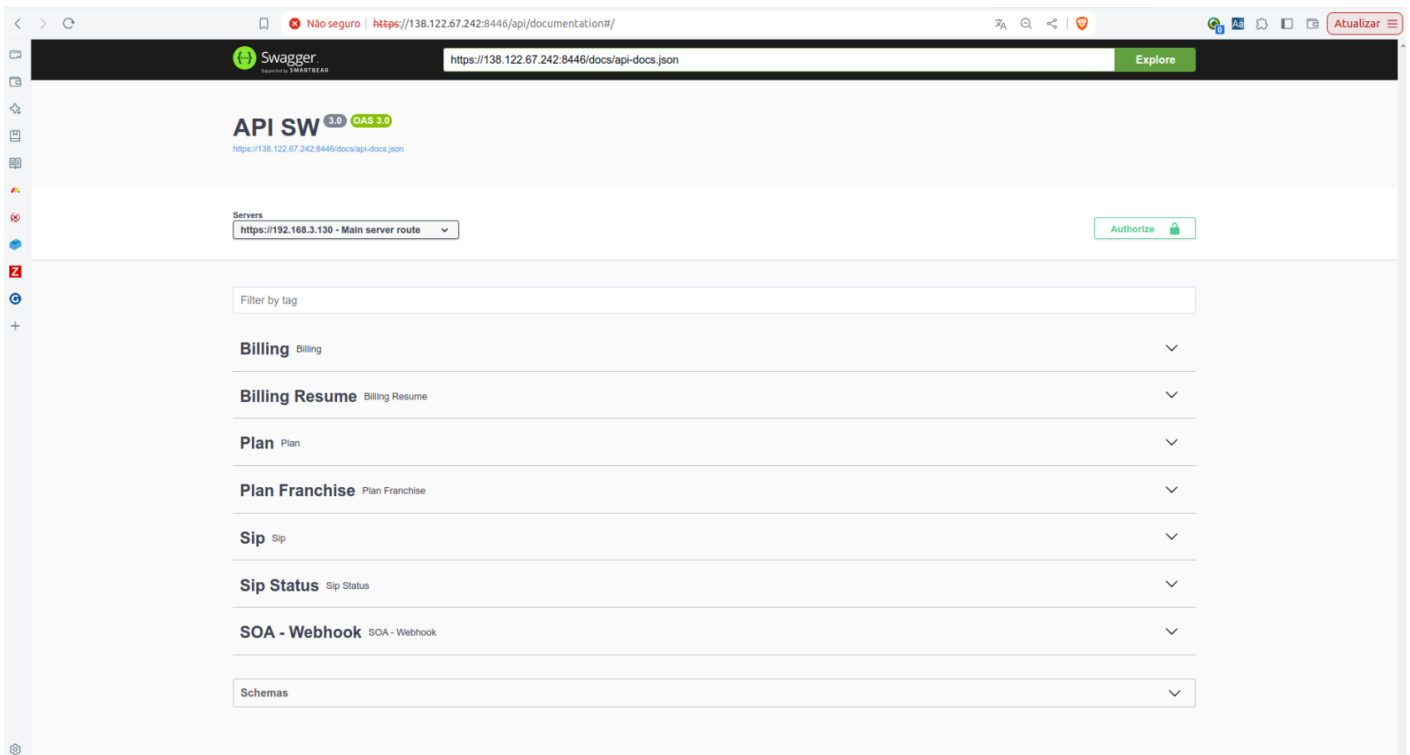 Não seguro https://138.122.67.242:8446/api/documentation#/
Atualizar
Swagger.
Supported by SMARTBEAR
https://138.122.67.242:8446/docs/api-docs.json
Explore
API SW 3.0 OAS 3.0
https://138.122.67.242:8446/docs/api-docs.json
Servers
https://192.168.3.130 - Main server route
Authorize
Filter by tag
Billing Billing
Billing Resume Billing Resume
Plan Plan
Plan Franchise Plan Franchise
Sip Sip
Sip Status Sip Status
SOA - Webhook SOA - Webhook
Schemas